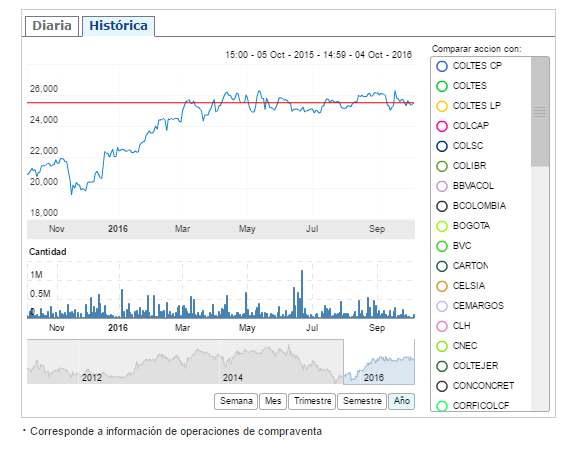 Diaria
Histórica
15:00 - 05 Oct - 2015 - 14:59 - 04 Oct - 2016
26,000
24,000
22,000
20,000
18,000
Nov 2016 Mar May Jul Sep
Cantidad
1M
0.5M
0
Nov 2016 Mar May Jul Sep
2012 2014 2016
Semana Mes Trimestre Semestre Año
Comparar accion con:
COLTES CP
COLTES
COLTES LP
COLCAP
COLSC
COLIBR
BBVACOL
BCOLOMBIA
BOGOTA
BVC
CARTON
CELSIA
CEMARGOS
CLH
CNEC
COLTEJER
CONCONCRET
CORFICOLCF
· Corresponde a información de operaciones de compraventa